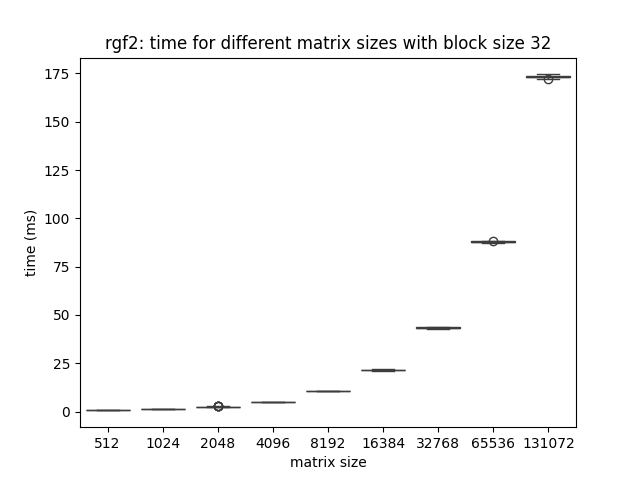 rgf2: time for different matrix sizes with block size 32
175
150
125
100
75
50
25
0
time (ms)
512 1024 2048 4096 8192 16384 32768 65536 131072
matrix size